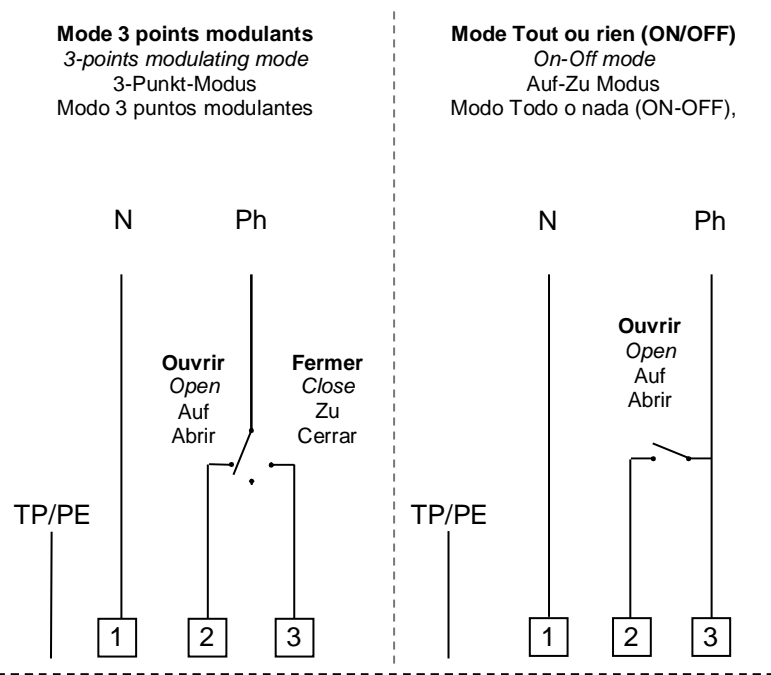 Mode 3 points modulants
3-points modulating mode
3-Punkt-Modus
Modo 3 puntos modulantes
N
Ph
Ouvrir
Open
Auf
Abrir
Fermer
Close
Zu
Cerrar
TP/PE
1
2
3
Mode Tout ou rien (ON/OFF)
On-Off mode
Auf-Zu Modus
Modo Todo o nada (ON-OFF),
N
Ph
Ouvrir
Open
Auf
Abrir
TP/PE
1
2
3